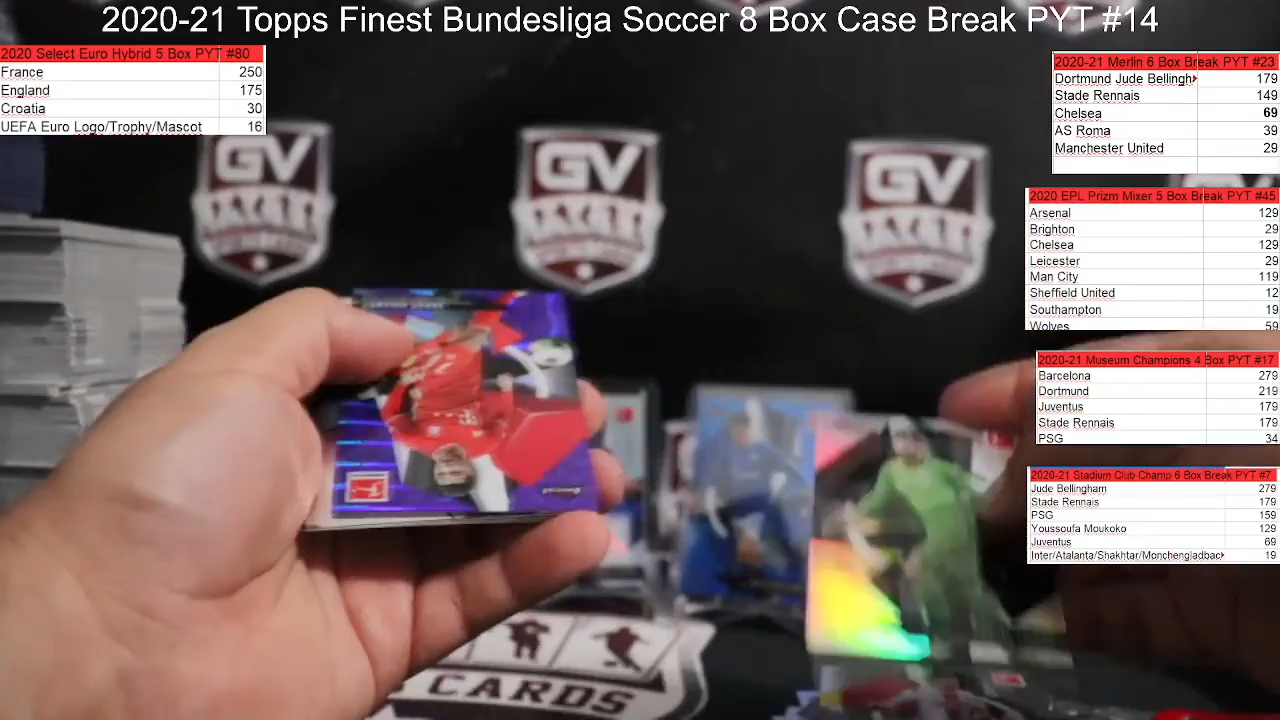 2020-21 Topps Finest Bundesliga Soccer 8 Box Case Break PYT #14
2020 Select Euro Hybrid 5 Box PYT #80
France 250
England 175
Croatia 30
UEFA Euro Logo/Trophy/Mascot 16
2020-21 Merlin 6 Box Break PYT #23
Dortmund Jude Bellingh 179
Stade Rennais 149
Chelsea 69
AS Roma 39
Manchester United 29
2020 EPL Prizm Mixer 5 Box Break PYT #45
Arsenal 129
Brighton 29
Chelsea 129
Leicester 29
Man City 119
Sheffield United 12
Southampton 19
Wolves 59
2020-21 Museum Champions 4 Box PYT #17
Barcelona 279
Dortmund 219
Juventus 179
Stade Rennais 179
PSG 34
2020-21 Stadium Club Champ 6 Box Break PYT #7
Jude Bellingham 279
Stade Rennais 179
PSG 159
Youssoufa Moukoko 129
Juventus 69
Inter/Atalanta/Shakhtar/Monchengladbac 19
GV
GV
GV
CARDS